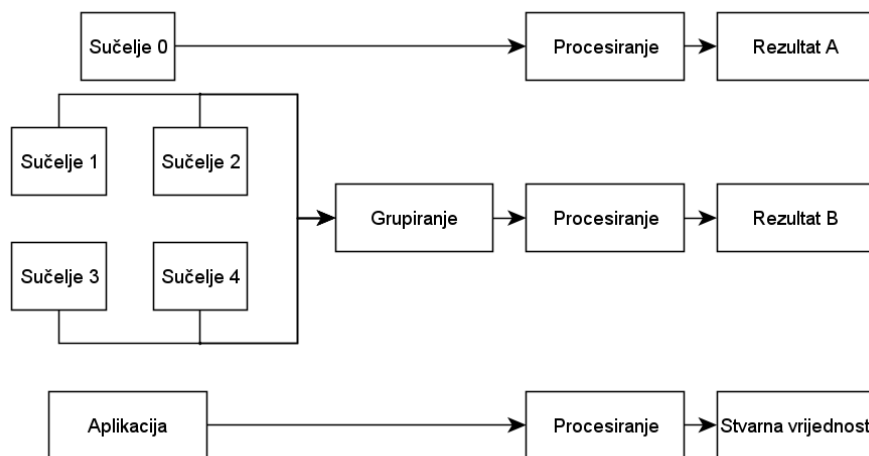 Sučelje 0
Procesiranje
Rezultat A
Sučelje 1
Sučelje 2
Grupiranje
Procesiranje
Rezultat B
Sučelje 3
Sučelje 4
Aplikacija
Procesiranje
Stvarna vrijednost